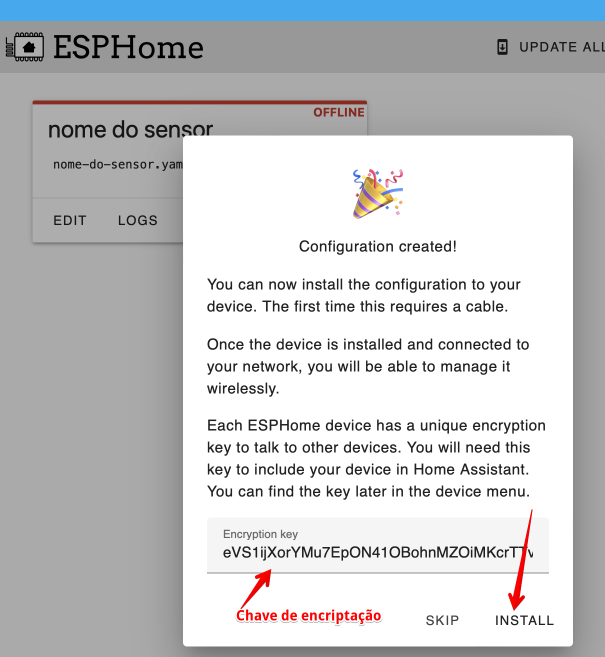 ESPHome
UPDATE ALL
OFFLINE
nome do sensor
nome-do-sensor.yam
EDIT LOGS
Configuration created!
You can now install the configuration to your
device. The first time this requires a cable.
Once the device is installed and connected to
your network, you will be able to manage it
wirelessly.
Each ESPHome device has a unique encryption
key to talk to other devices. You will need this
key to include your device in Home Assistant.
You can find the key later in the device menu.
Encryption key
eVS1ijXorYMu7EpON41OBohnMZOiMKcrTTv
Chave de encriptação
SKIP INSTALL